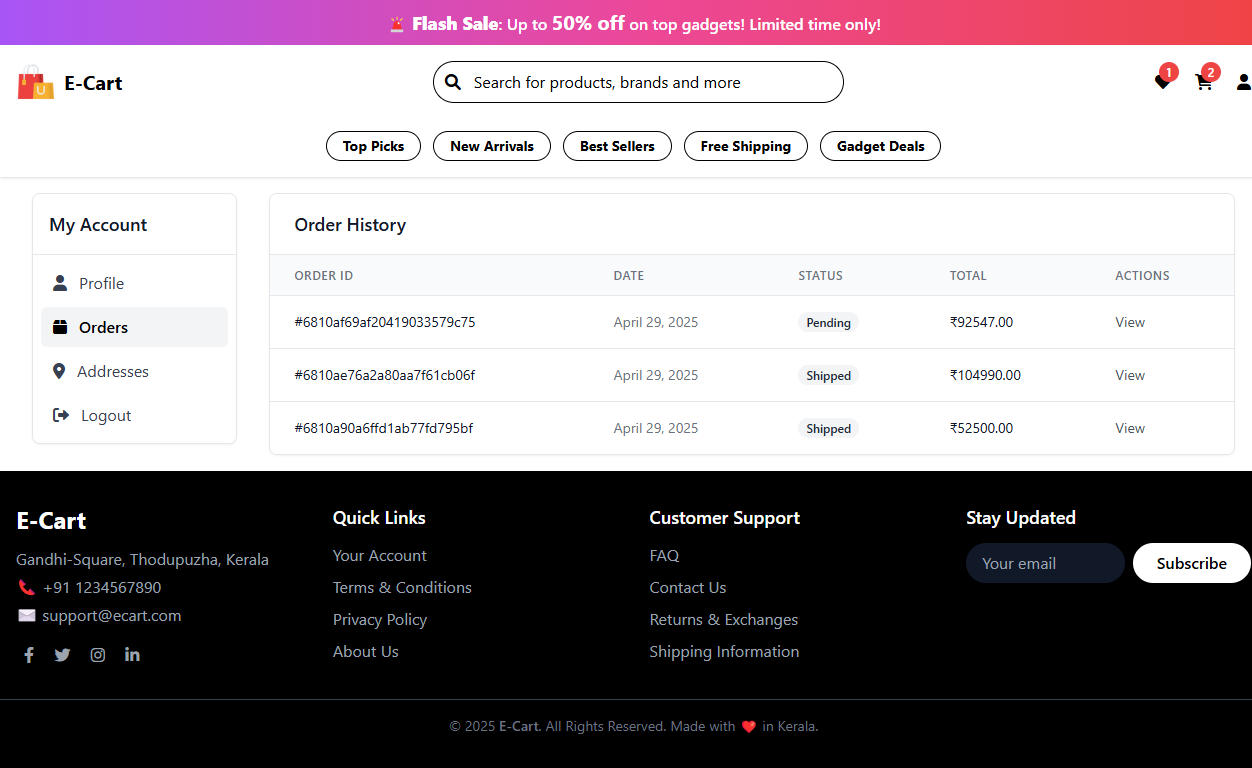 🚨 Flash Sale: Up to 50% off on top gadgets! Limited time only!
E-Cart
Search for products, brands and more
1
2
Top Picks
New Arrivals
Best Sellers
Free Shipping
Gadget Deals
My Account
Profile
Orders
Addresses
Logout
Order History
ORDER ID DATE STATUS TOTAL ACTIONS
#6810af69af20419033579c75 April 29, 2025 Pending ₹92547.00 View
#6810ae76a2a80aa7f61cb06f April 29, 2025 Shipped ₹104990.00 View
#6810a90a6ffd1ab77fd795bf April 29, 2025 Shipped ₹52500.00 View
E-Cart
Gandhi-Square, Thodupuzha, Kerala
📞 +91 1234567890
✉️ support@ecart.com
Quick Links
Your Account
Terms & Conditions
Privacy Policy
About Us
Customer Support
FAQ
Contact Us
Returns & Exchanges
Shipping Information
Stay Updated
Your email
Subscribe
© 2025 E-Cart. All Rights Reserved. Made with ❤️ in Kerala.